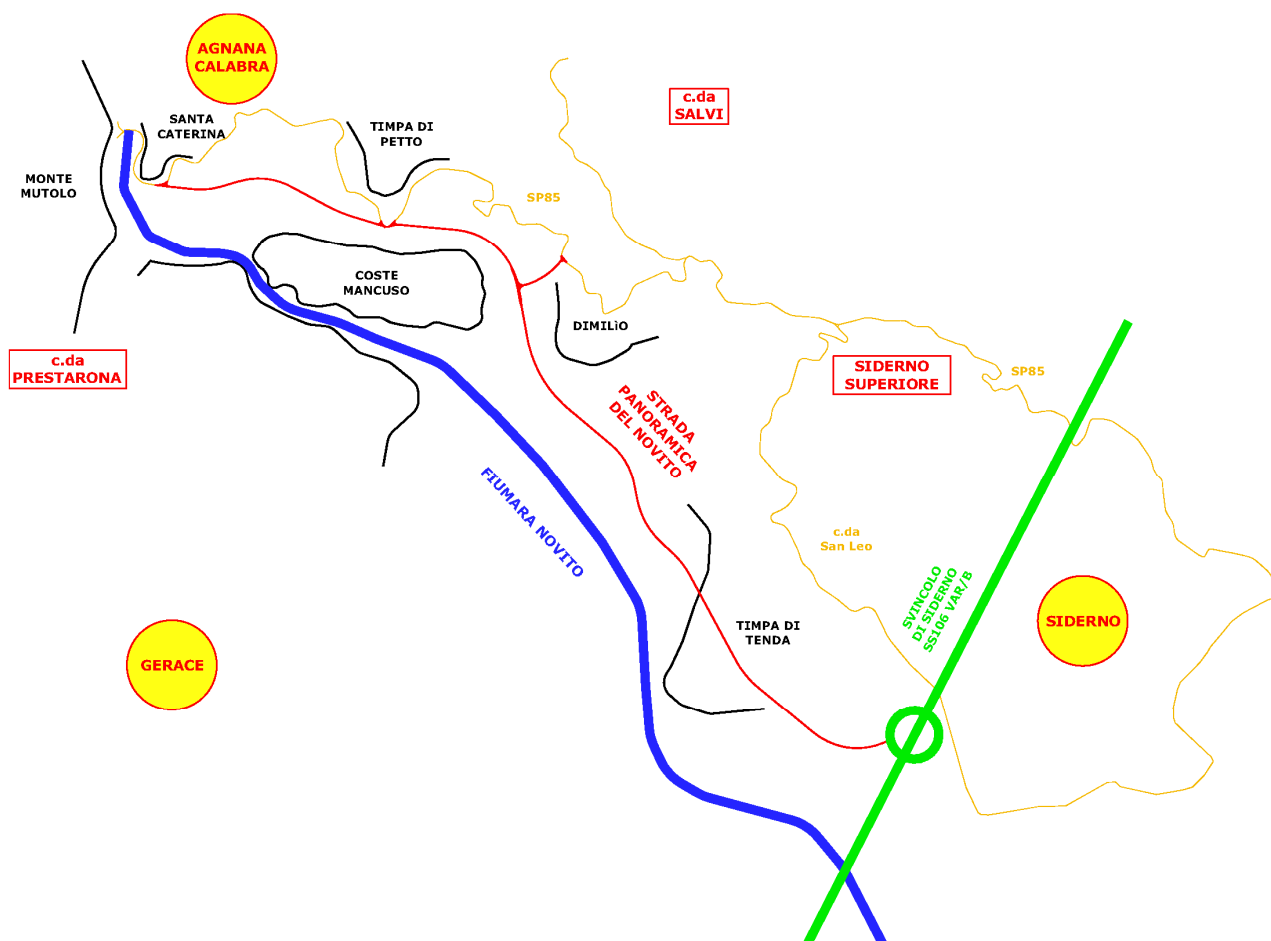 AGNANA
CALABRA
c.da
SALVI
SANTA
CATERINA
TIMPA DI
PETTO
MONTE
MUTOLO
SP85
COSTE
MANCUSO
DIMILìO
c.da
PRESTARONA
SIDERNO
SUPERIORE
SP85
STRADA
PANORAMICA
DEL NOVITO
FIUMARA NOVITO
c.da
San Leo
SVINCOLO
DI SIDERNO
SS106 VAR/B
TIMPA DI
TENDA
SIDERNO
GERACE